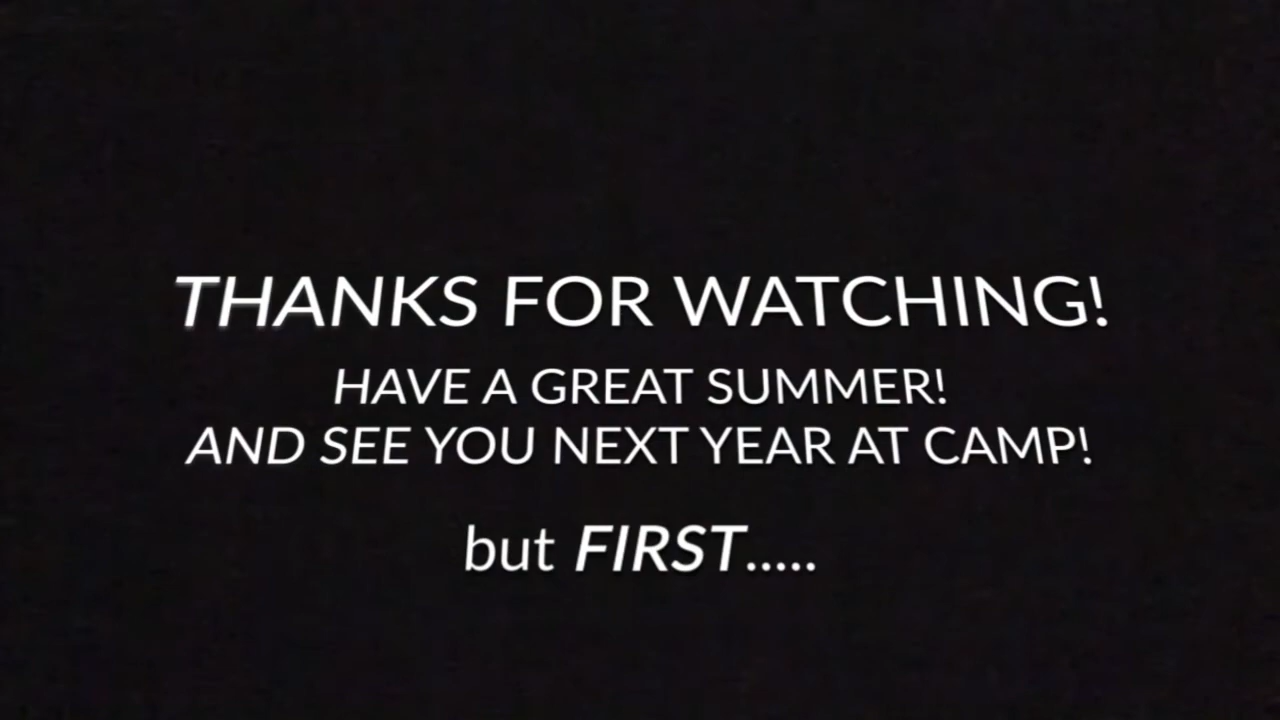 THANKS FOR WATCHING!
HAVE A GREAT SUMMER!
AND SEE YOU NEXT YEAR AT CAMP!
but FIRST.....